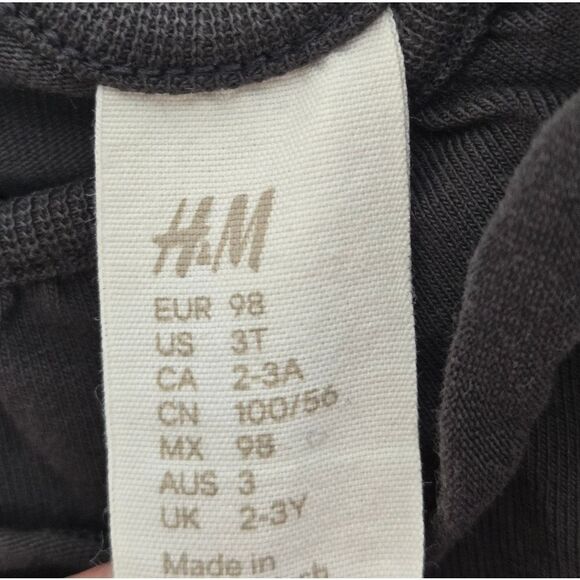 H&M
EUR 98
US 3T
CA 2-3A
CN 100/56
MX 98
AUS 3
UK 2-3Y
Made in